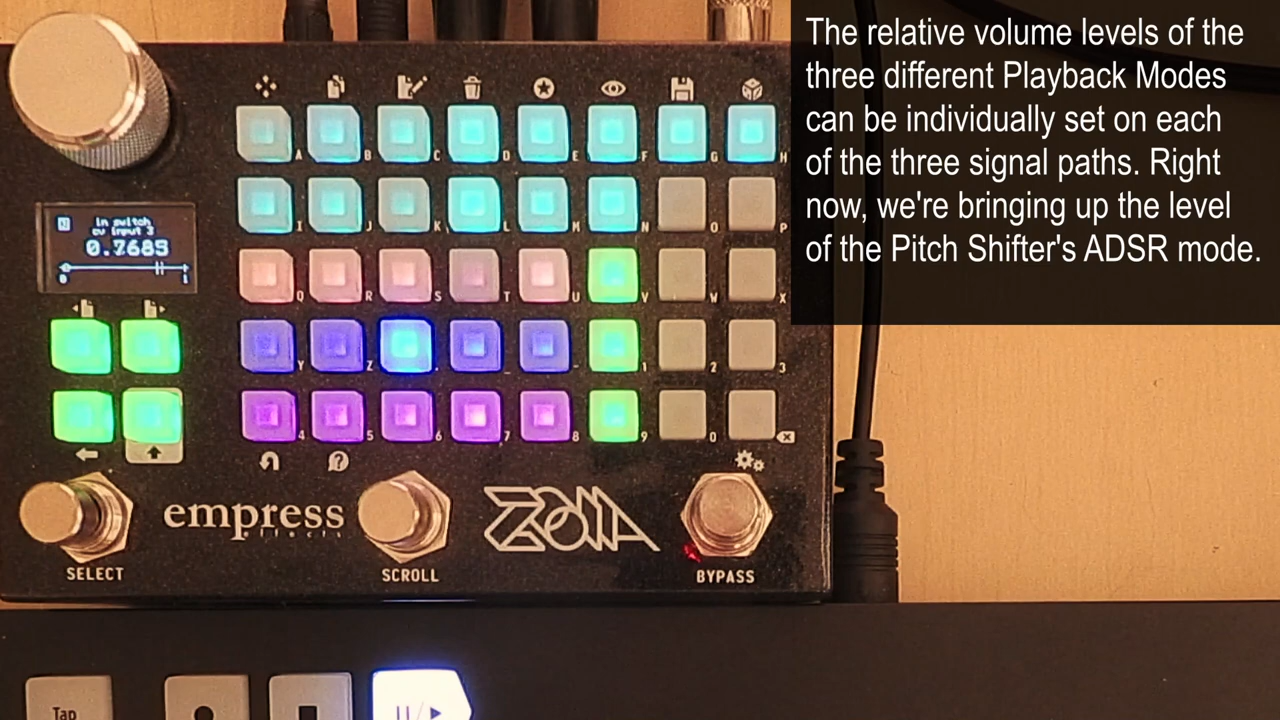 The relative volume levels of the
three different Playback Modes
can be individually set on each
of the three signal paths. Right
now, we're bringing up the level
of the Pitch Shifter's ADSR mode.
A B C D E F G H
I J K L M N O P
in switch
cv input 3
0.7685
0 1
Q R S T U V W X
Y Z . _ - 1 2 3
4 5 6 7 8 9 0
empress
effects
ZOIA
SELECT
SCROLL
BYPASS
Tap